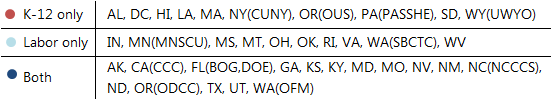 K-12 only AL, DC, HI, LA, MA, NY(CUNY), OR(OUS), PA(PASSHE), SD, WY(UWYO)
Labor only IN, MN(MNSCU), MS, MT, OH, OK, RI, VA, WA(SBCTC), WV
Both AK, CA(CCC), FL(BOG,DOE), GA, KS, KY, MD, MO, NV, NM, NC(NCCCS),
ND, OR(ODCC), TX, UT, WA(OFM)